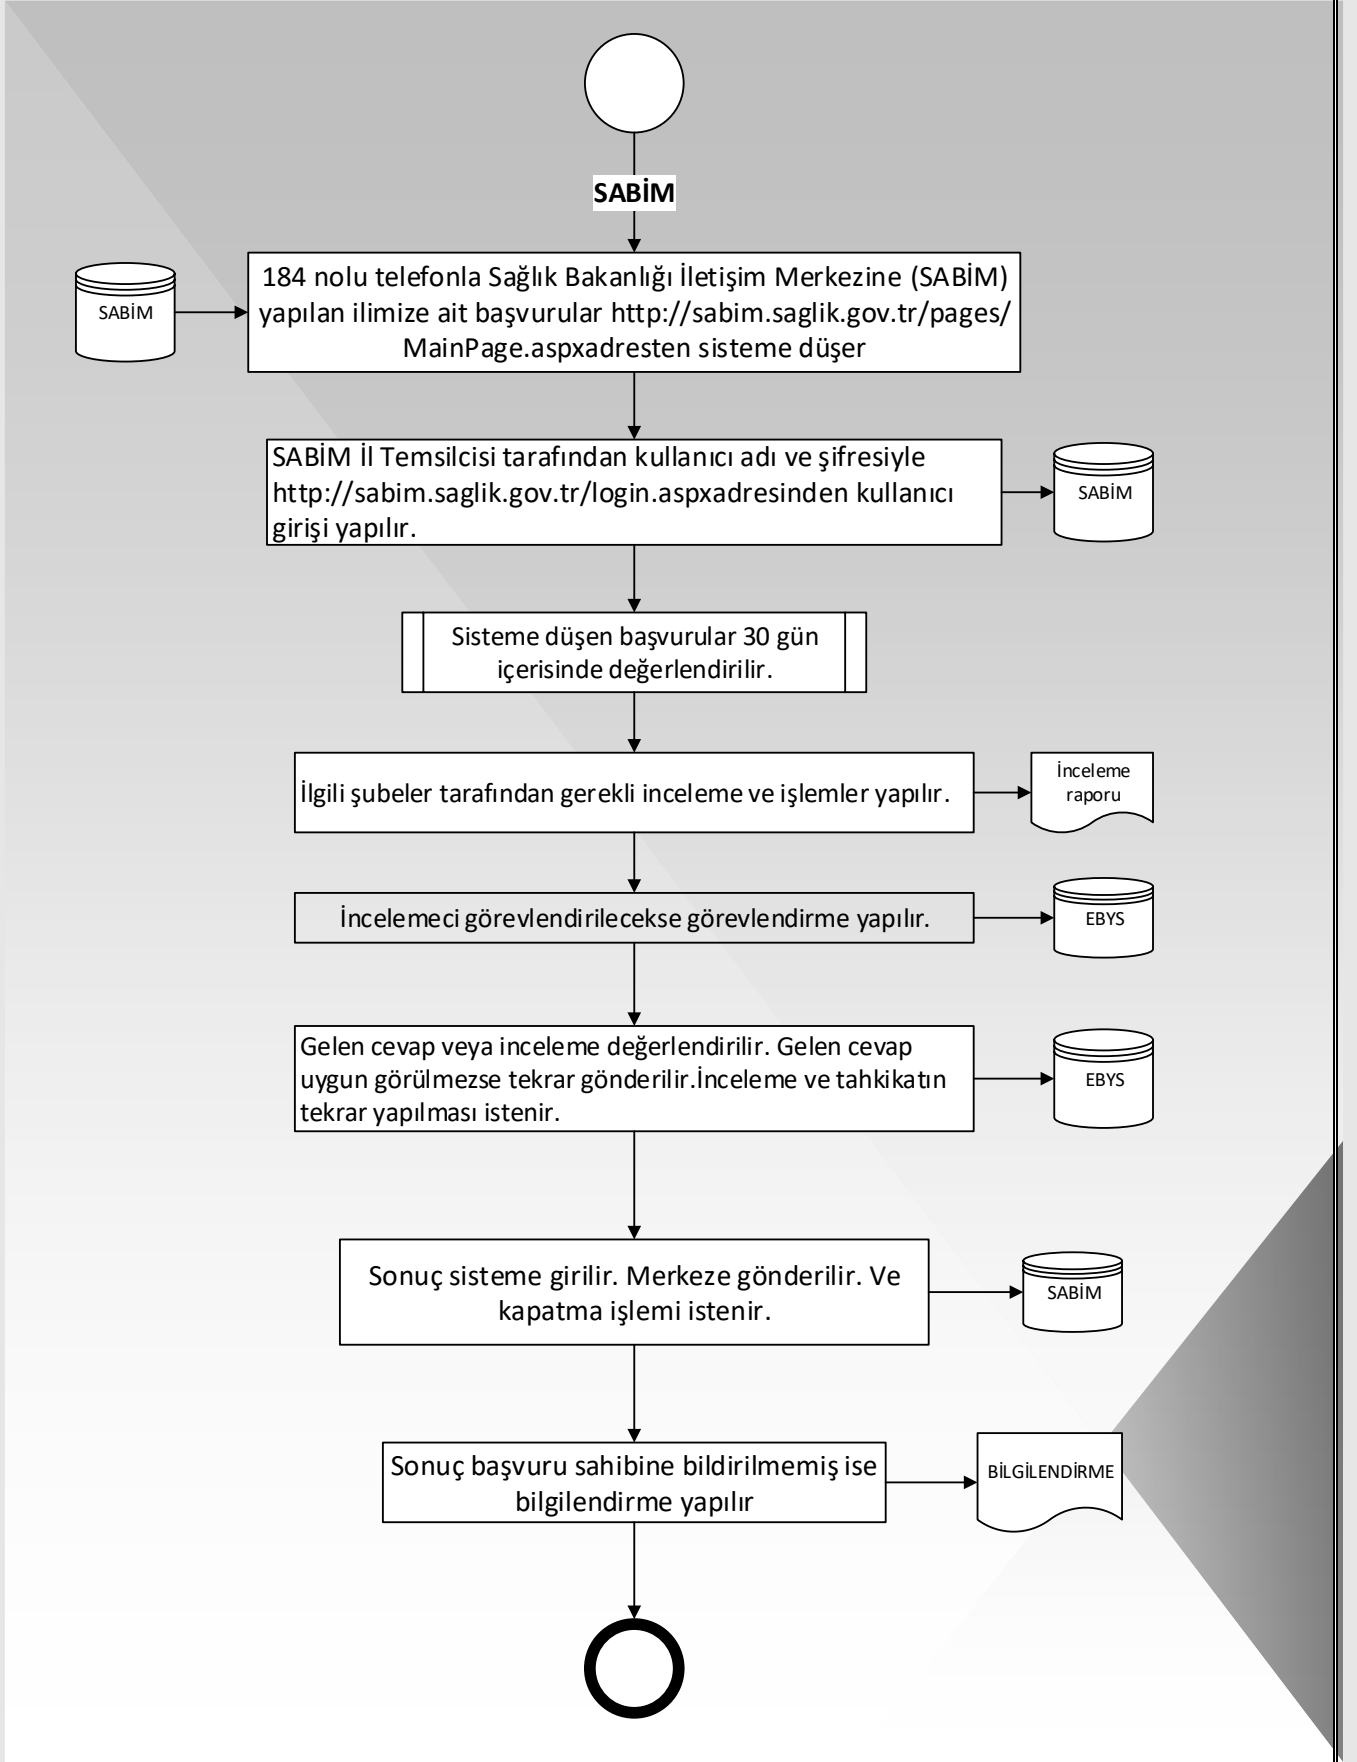 SABİM
SABİM
184 nolu telefonla Sağlık Bakanlığı İletişim Merkezine (SABİM)
yapılan ilimize ait başvurular http://sabim.saglik.gov.tr/pages/
MainPage.aspxadresten sisteme düşer
SABİM İl Temsilcisi tarafından kullanıcı adı ve şifresiyle
http://sabim.saglik.gov.tr/login.aspxadresinden kullanıcı
girişi yapılır.
SABİM
Sisteme düşen başvurular 30 gün
içerisinde değerlendirilir.
İlgili şubeler tarafından gerekli inceleme ve işlemler yapılır.
İnceleme
raporu
İncelemeci görevlendirilecekse görevlendirme yapılır.
EBYS
Gelen cevap veya inceleme değerlendirilir. Gelen cevap
uygun görülmezse tekrar gönderilir.İnceleme ve tahkikatın
tekrar yapılması istenir.
EBYS
Sonuç sisteme girilir. Merkeze gönderilir. Ve
kapatma işlemi istenir.
SABİM
Sonuç başvuru sahibine bildirilmemiş ise
bilgilendirme yapılır
BİLGİLENDİRME